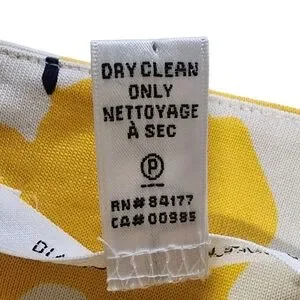 DRY CLEAN
ONLY
NETTOYAGE
À SEC
P
RN# 84177
CA# 00985